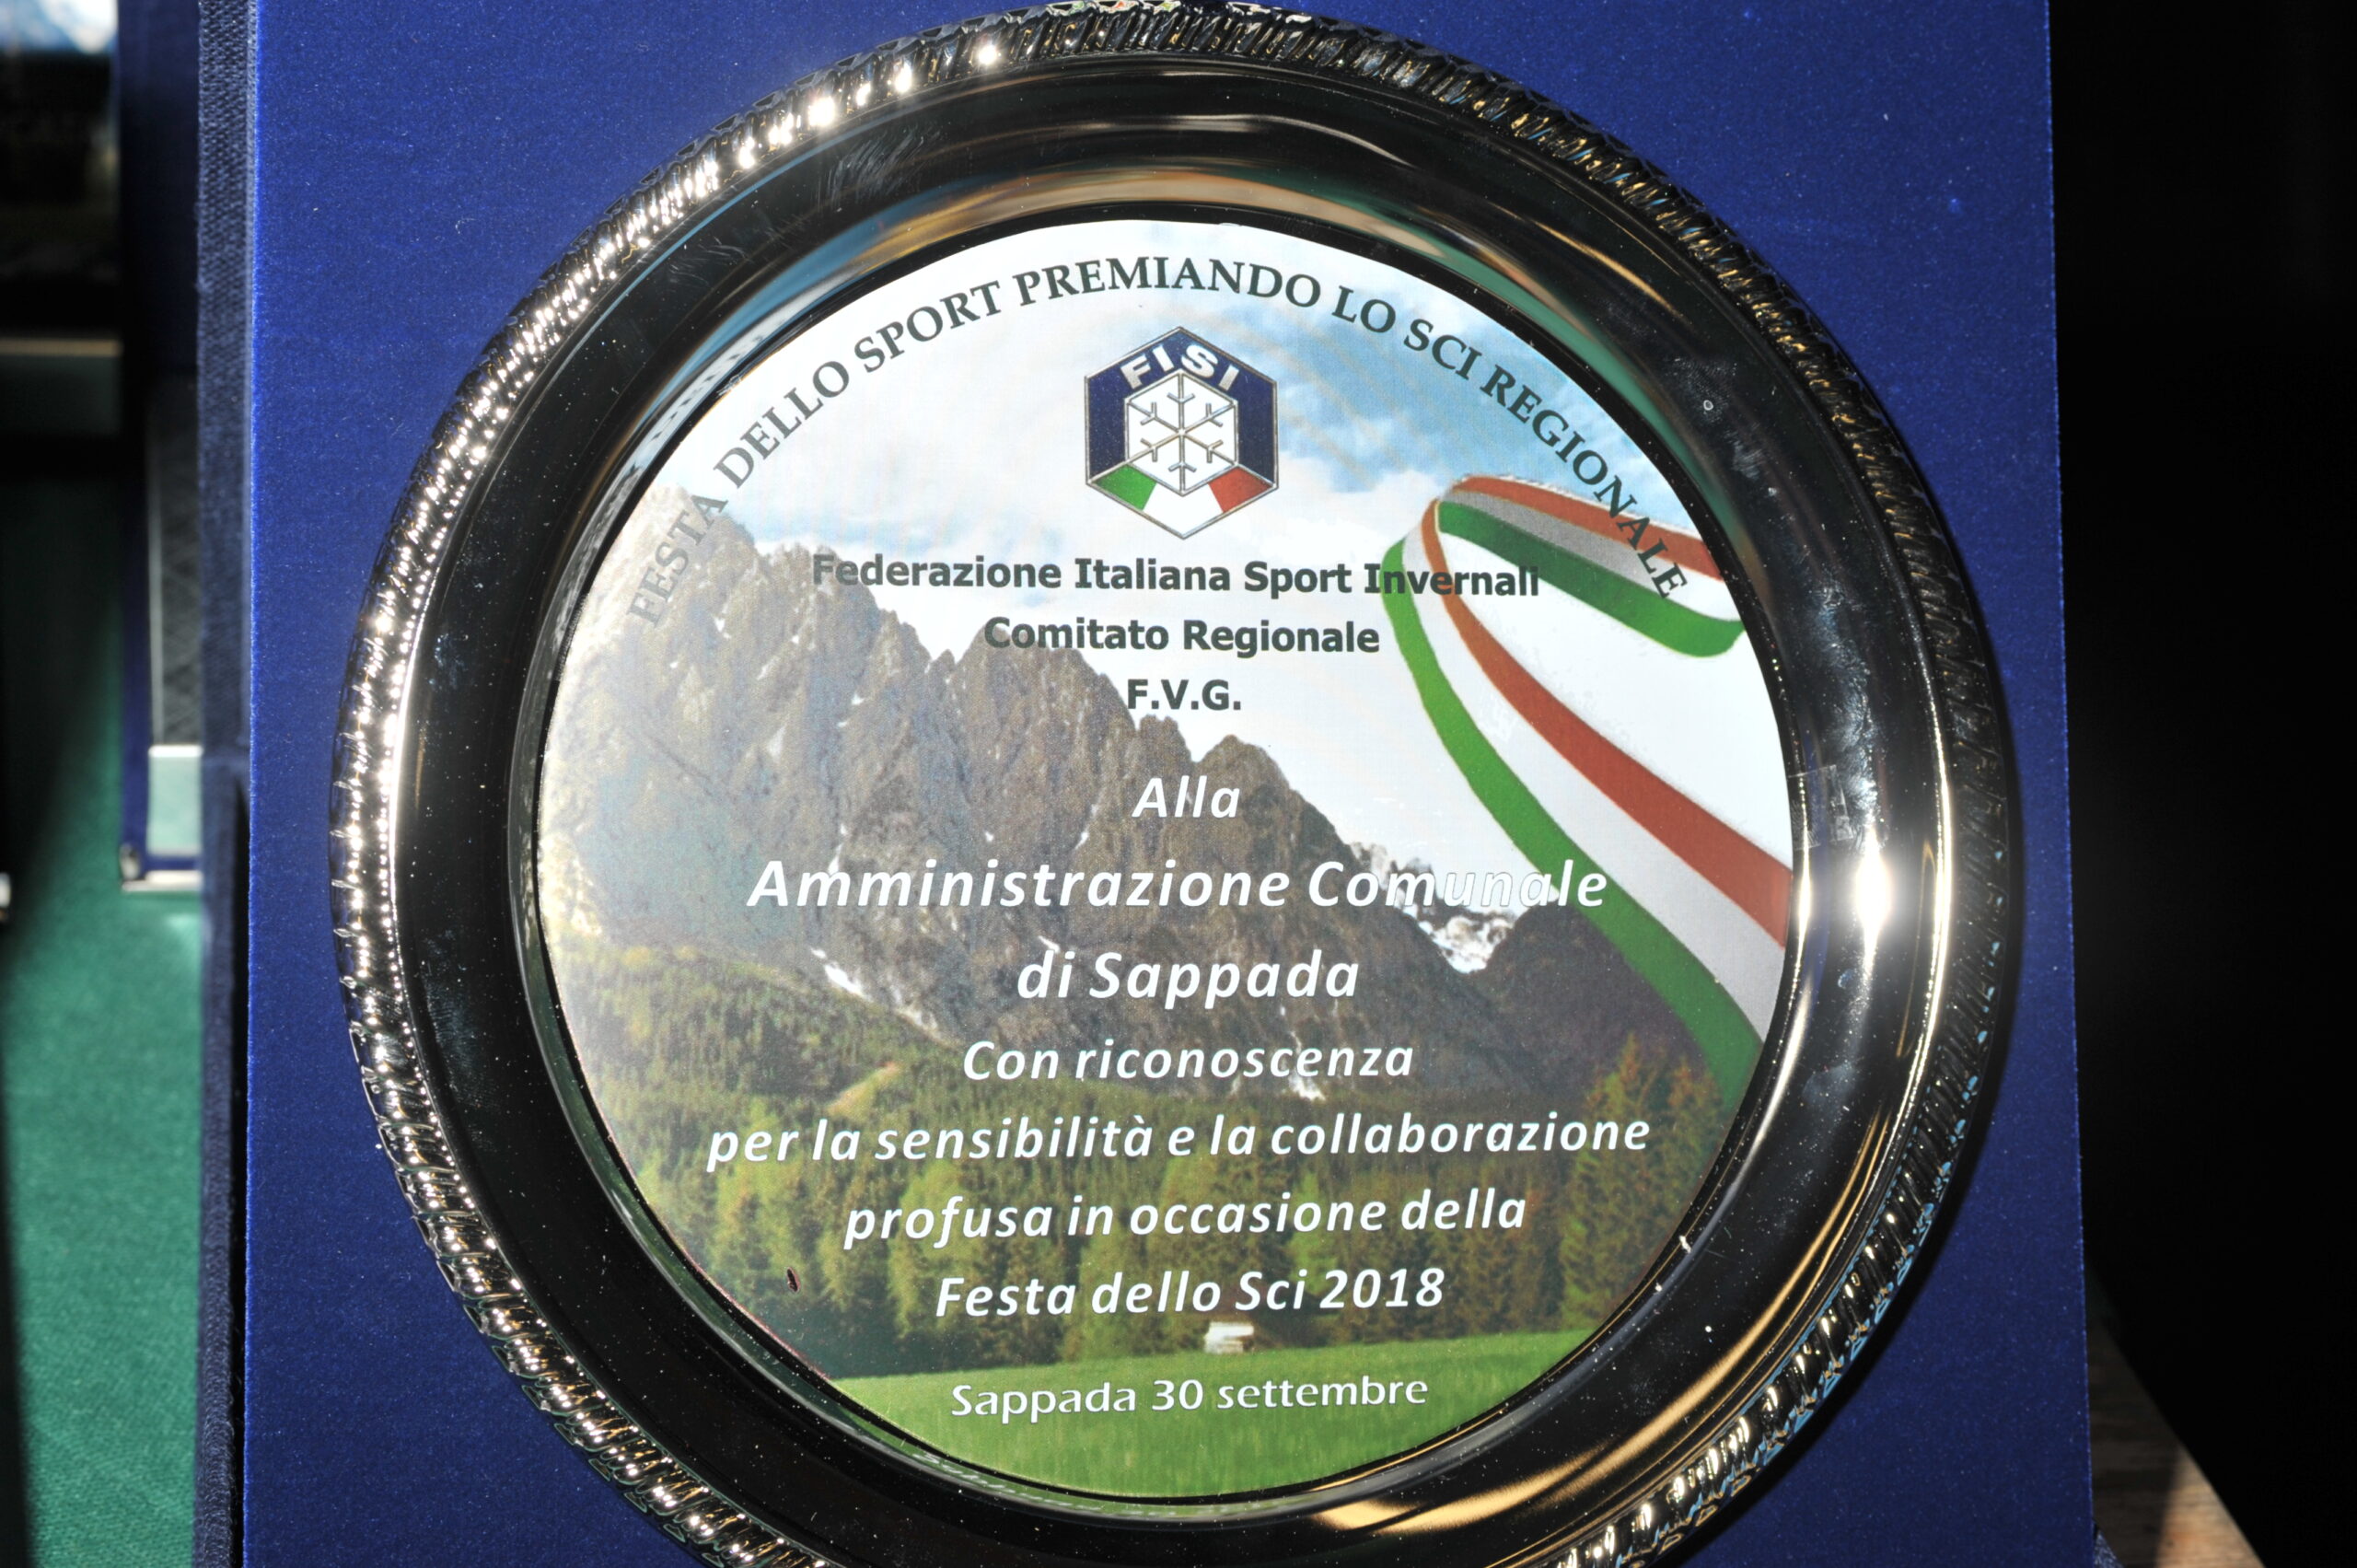 FESTA DELLO SPORT PREMIANDO LO SCI REGIONALE
FISI
Federazione Italiana Sport Invernali
Comitato Regionale
F.V.G.
Alla
Amministrazione Comunale
di Sappada
Con riconoscenza
per la sensibilità e la collaborazione
profusa in occasione della
Festa dello Sci 2018
Sappada 30 settembre